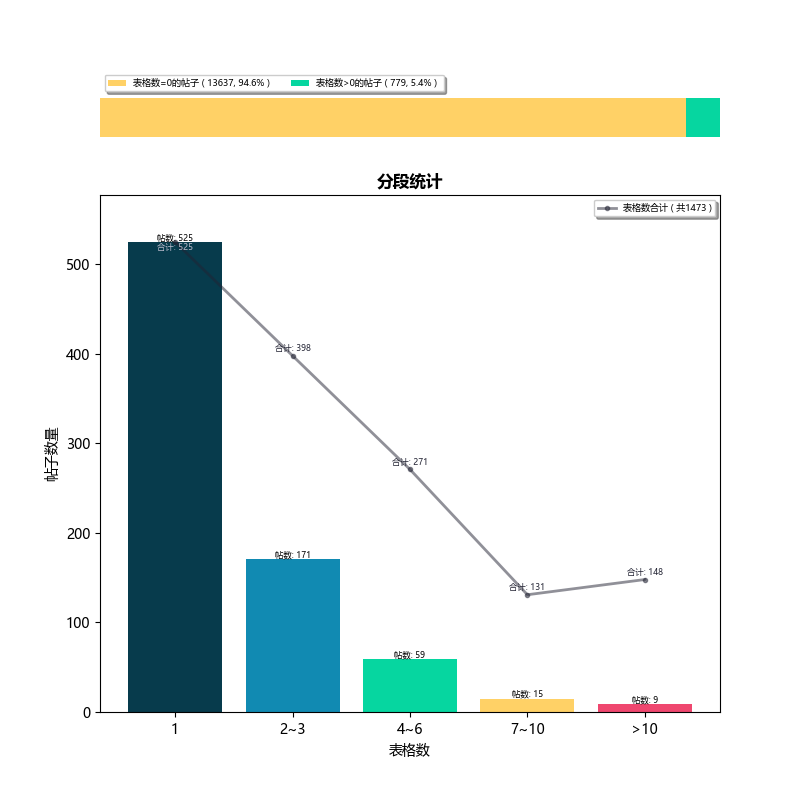 表格数=0的帖子 ( 13637, 94.6% ) 表格数>0的帖子 ( 779, 5.4% )
分段统计
表格数合计 ( 共1473 )
帖数: 525
合计: 525
合计: 398
合计: 271
合计: 131
合计: 148
帖数: 171
帖数: 59
帖数: 15
帖数: 9
500
400
300
200
100
0
帖子数量
1 2~3 4~6 7~10 >10
表格数